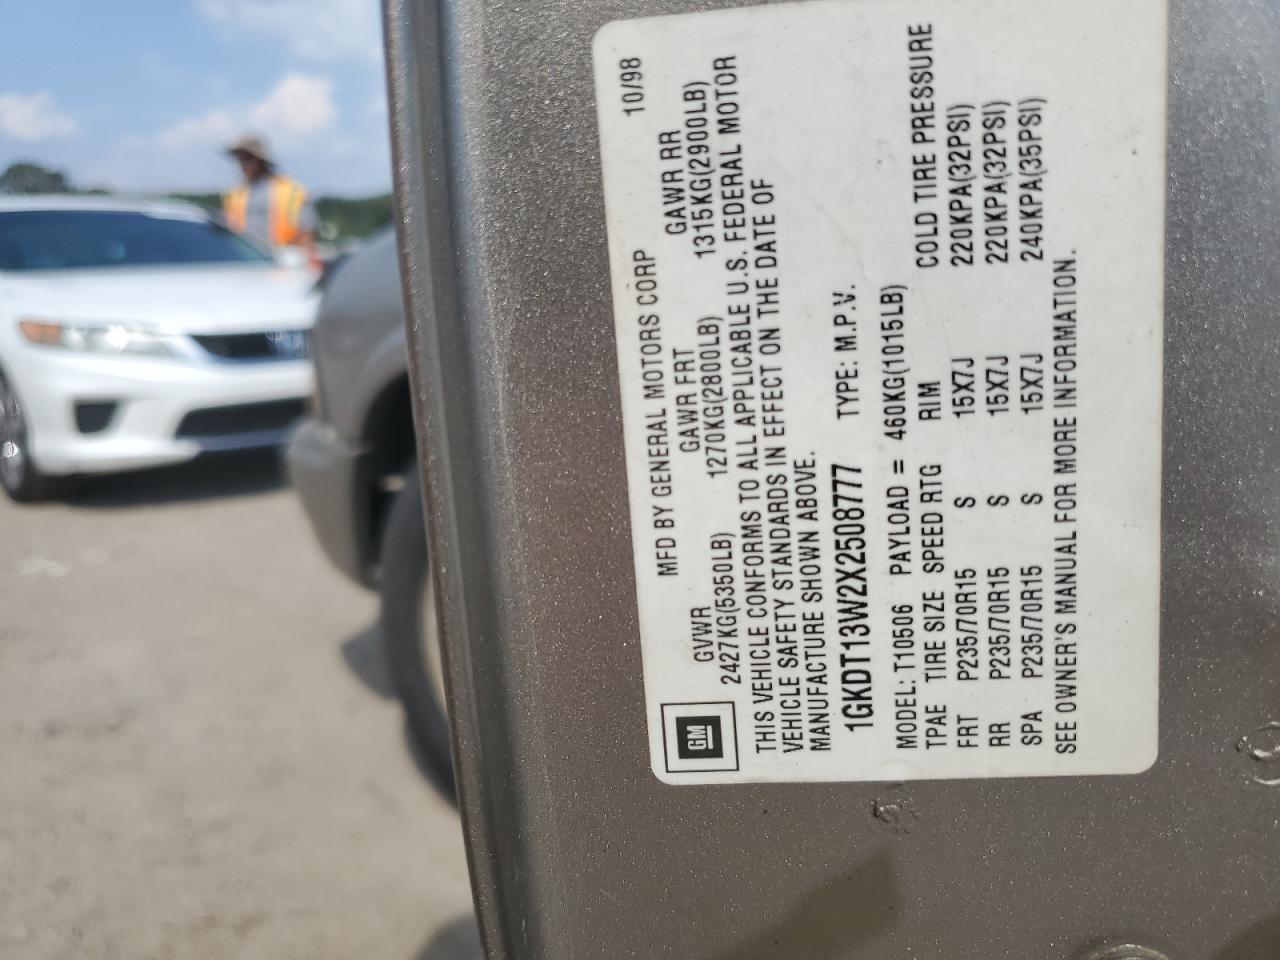 10/98
MFD BY GENERAL MOTORS CORP
GVWR GAWR FRT GAWR RR
2427KG(5350LB) 1270KG(2800LB) 1315KG(2900LB)
THIS VEHICLE CONFORMS TO ALL APPLICABLE U.S. FEDERAL MOTOR
VEHICLE SAFETY STANDARDS IN EFFECT ON THE DATE OF
MANUFACTURE SHOWN ABOVE.
1GKDT13W2X2508777 TYPE: M.P.V.
MODEL: T10506 PAYLOAD = 460KG(1015LB)
TPAE TIRE SIZE SPEED RTG RIM COLD TIRE PRESSURE
FRT P235/70R15 S 15X7J 220KPA(32PSI)
RR P235/70R15 S 15X7J 220KPA(32PSI)
SPA P235/70R15 S 15X7J 240KPA(35PSI)
SEE OWNER'S MANUAL FOR MORE INFORMATION.
GM